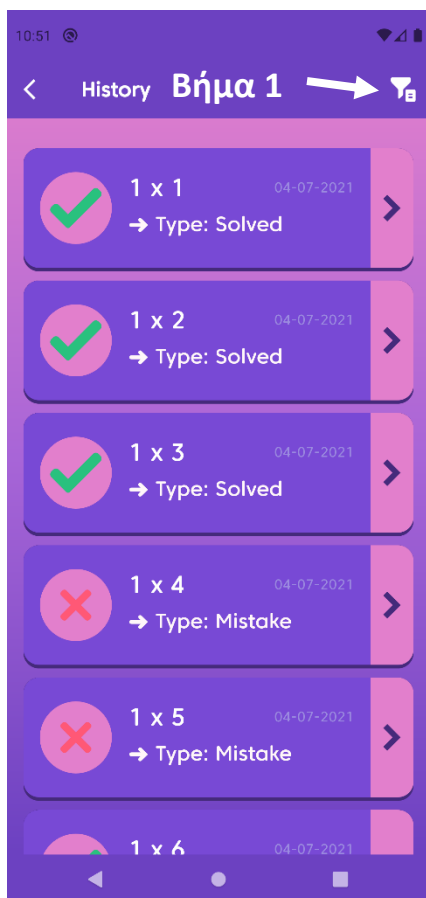 10:51
History Βήμα 1
1 x 1 04-07-2021
→ Type: Solved
1 x 2 04-07-2021
→ Type: Solved
1 x 3 04-07-2021
→ Type: Solved
1 x 4 04-07-2021
→ Type: Mistake
1 x 5 04-07-2021
→ Type: Mistake
1 x 6 04-07-2021